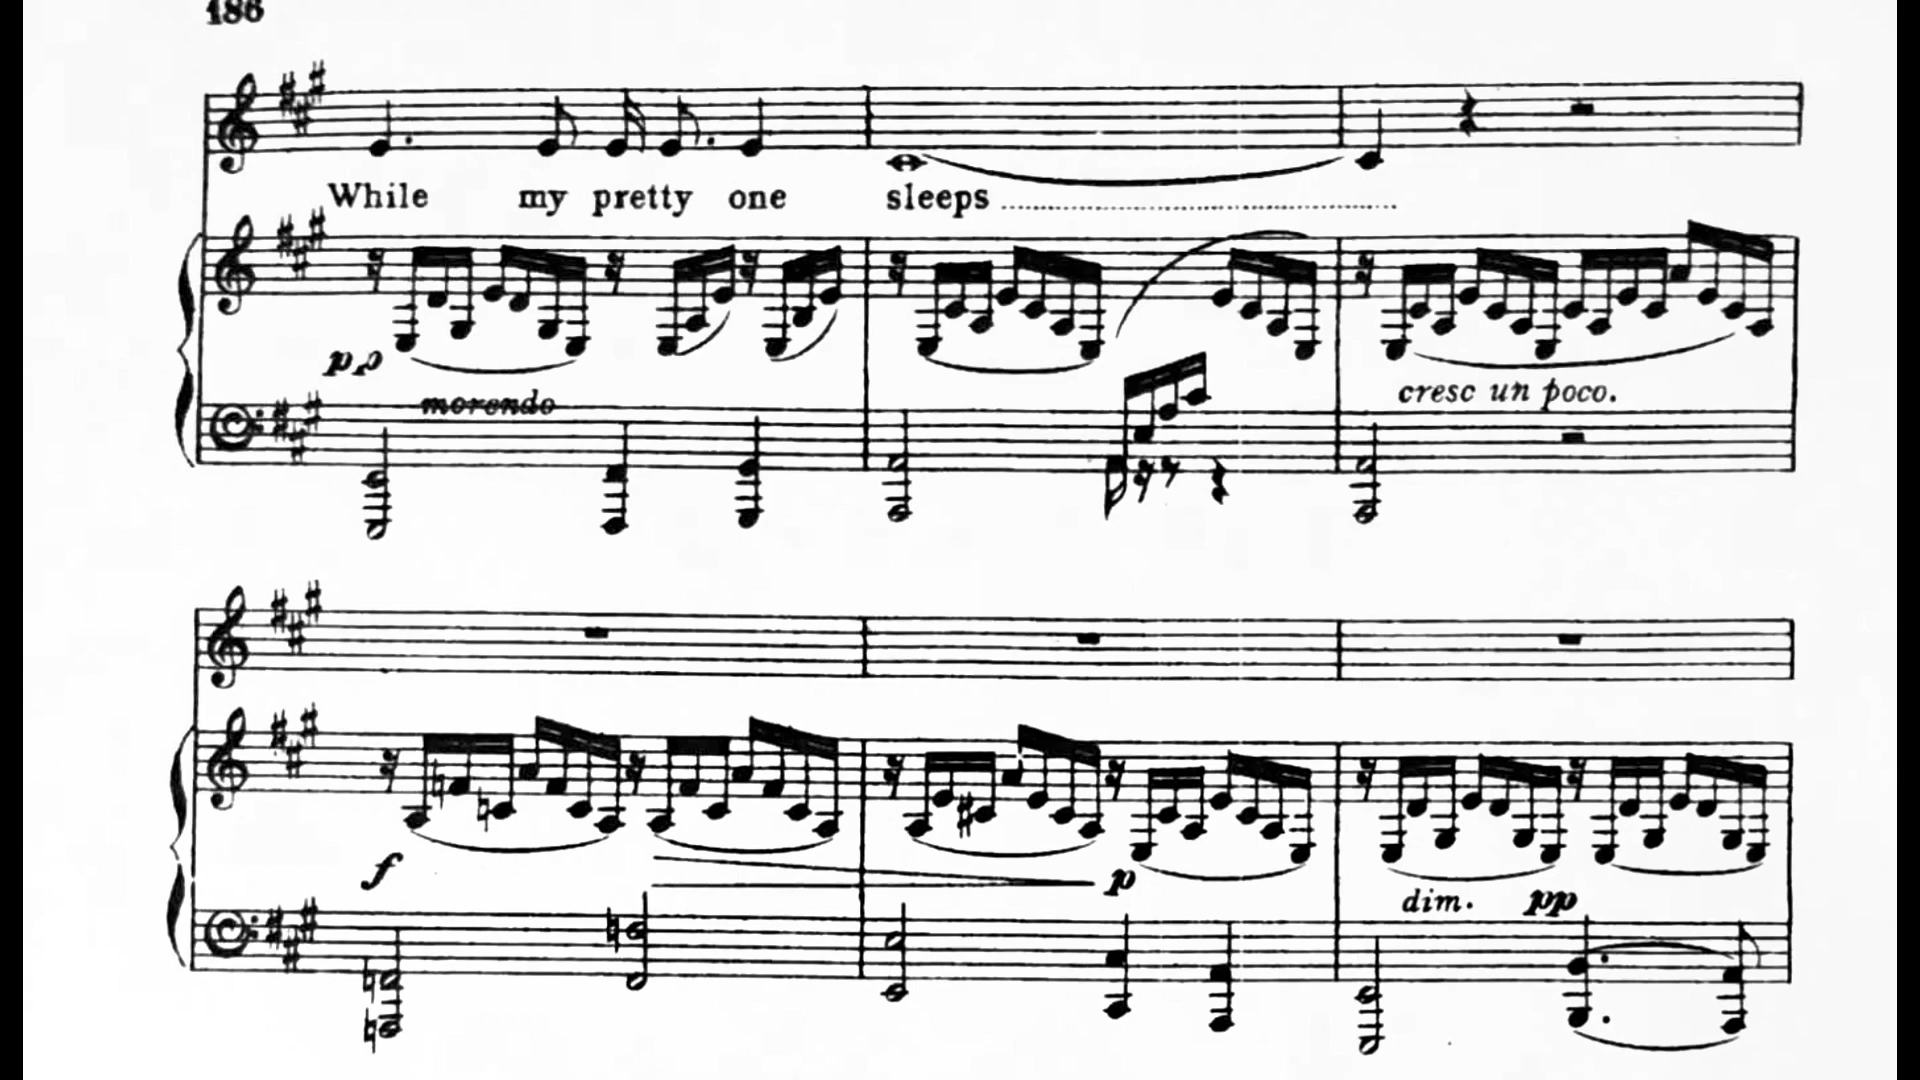 186
While my pretty one sleeps
pp
morendo
cresc un poco.
f
p
dim. pp